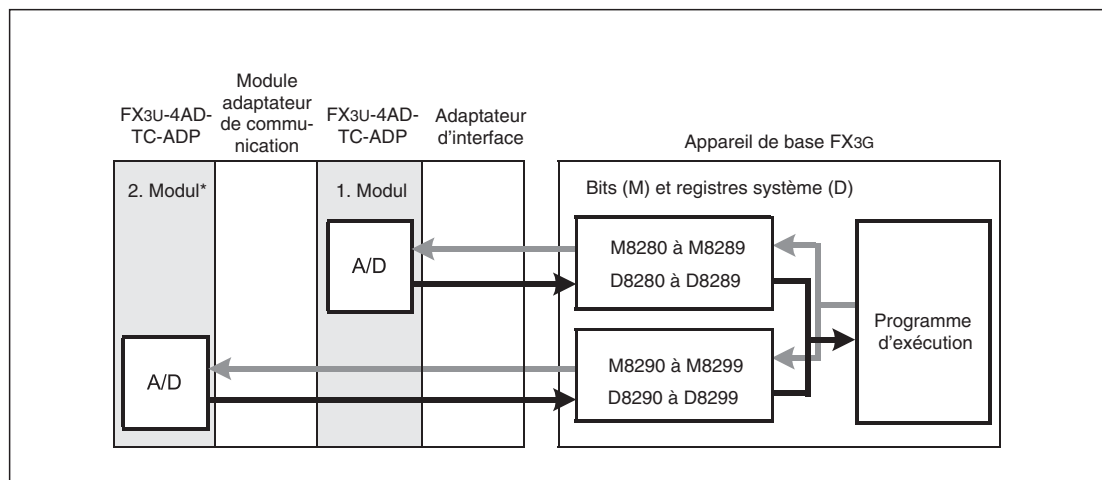 FX3U-4AD-
TC-ADP
Module
adaptateur
de commu-
nication
FX3U-4AD-
TC-ADP
Adaptateur
d'interface
Appareil de base FX3G
2. Modul*
1. Modul
Bits (M) et registres système (D)
A/D
M8280 à M8289
D8280 à D8289
Programme
d'exécution
A/D
M8290 à M8299
D8290 à D8299